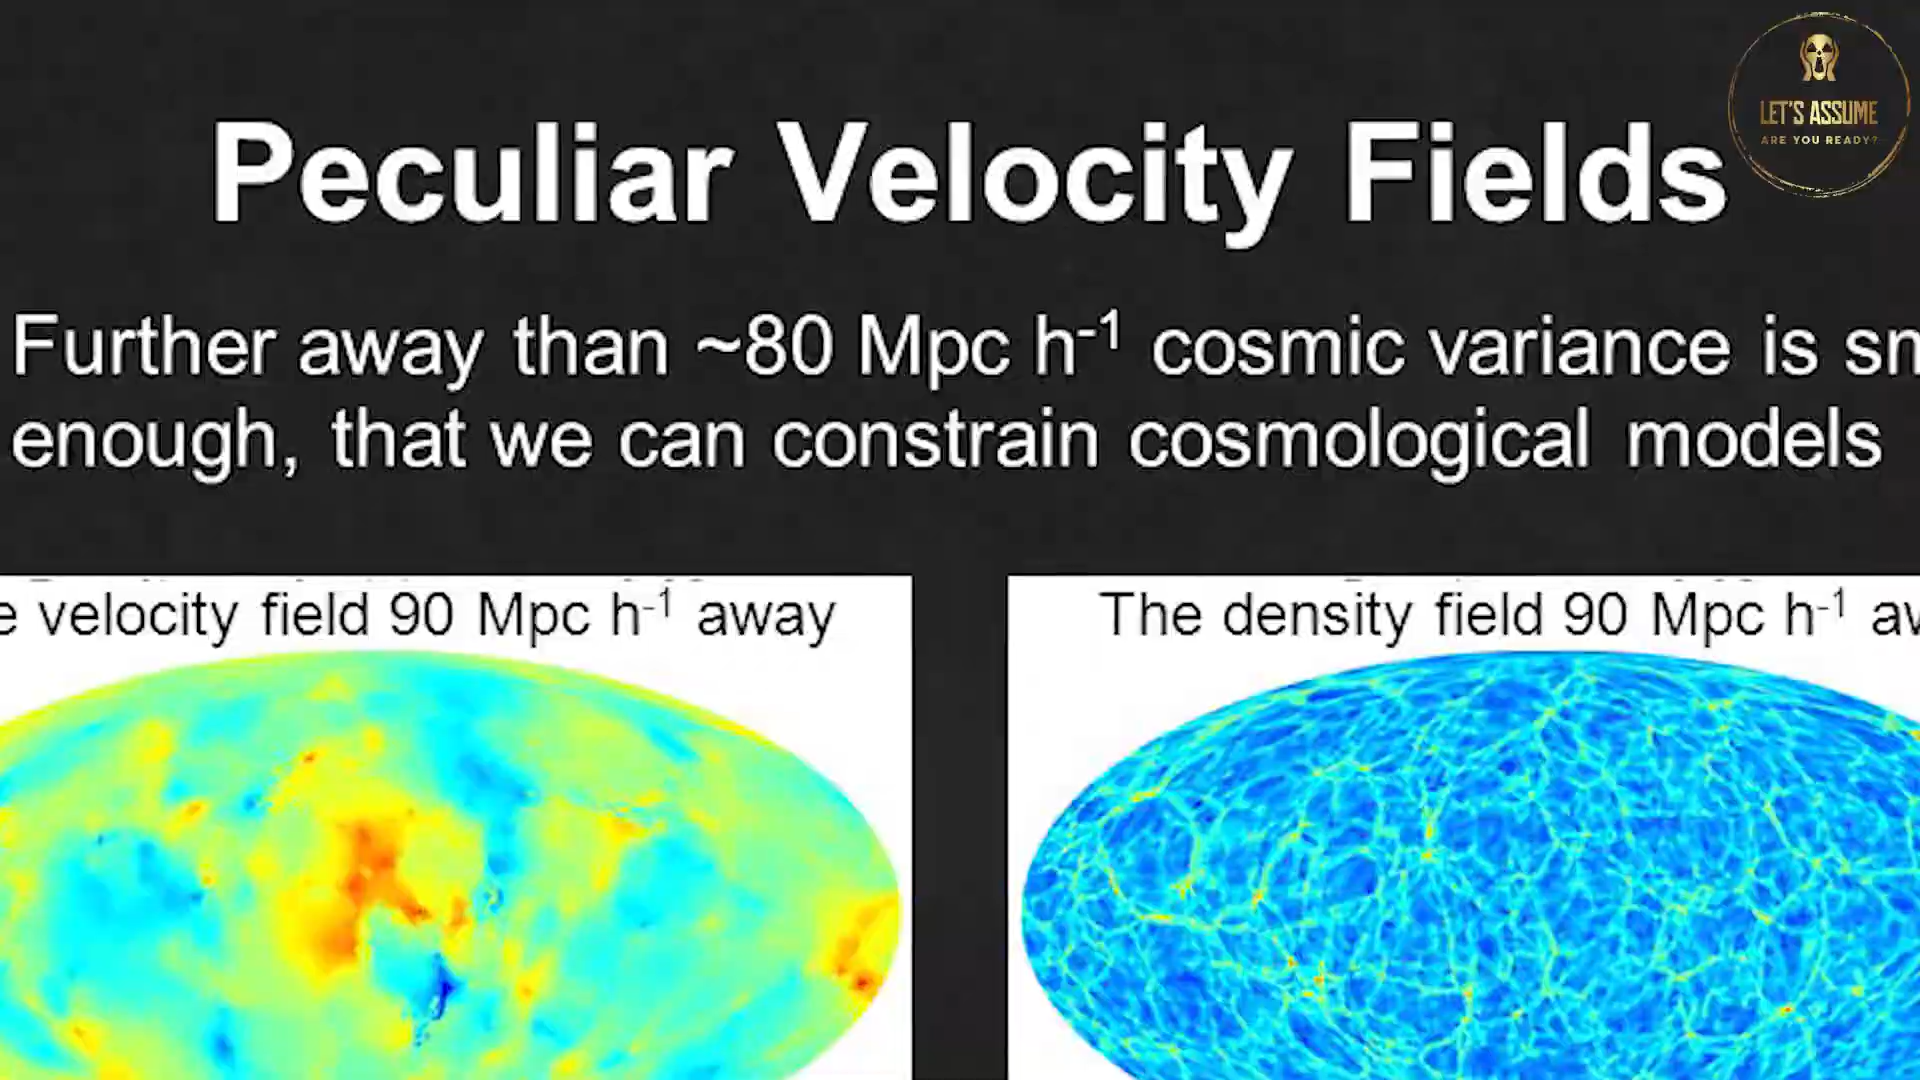 LET'S ASSUME
ARE YOU READY?
Peculiar Velocity Fields
Further away than ~80 Mpc h⁻¹ cosmic variance is sm
enough, that we can constrain cosmological models
e velocity field 90 Mpc h⁻¹ away
The density field 90 Mpc h⁻¹ aw